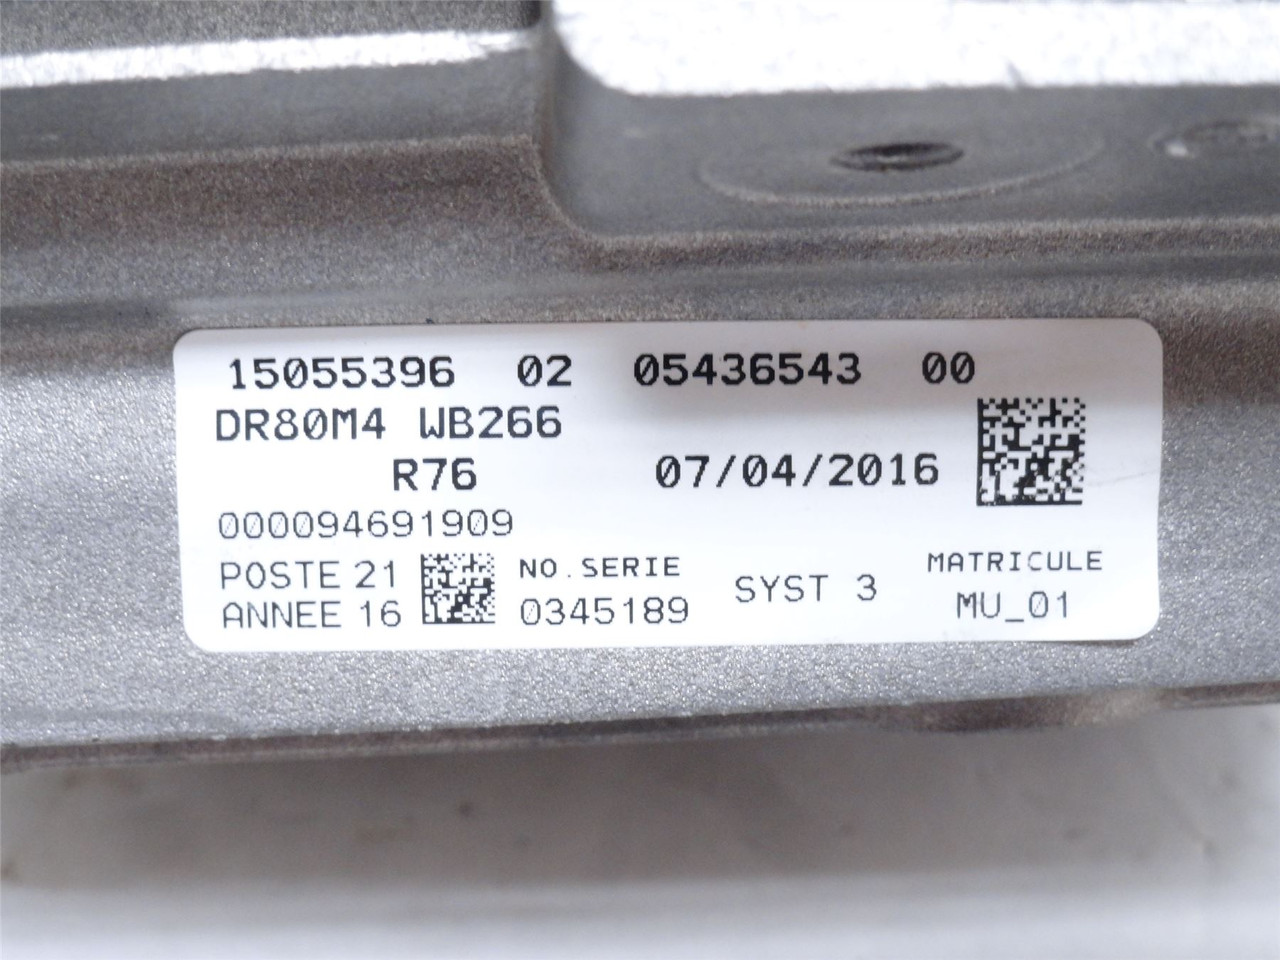 15055396 02 05436543 00
DR80M4 WB266
R76 07/04/2016
000094691909
POSTE 21 NO.SERIE SYST 3 MATRICULE
ANNEE 16 0345189 MU_01